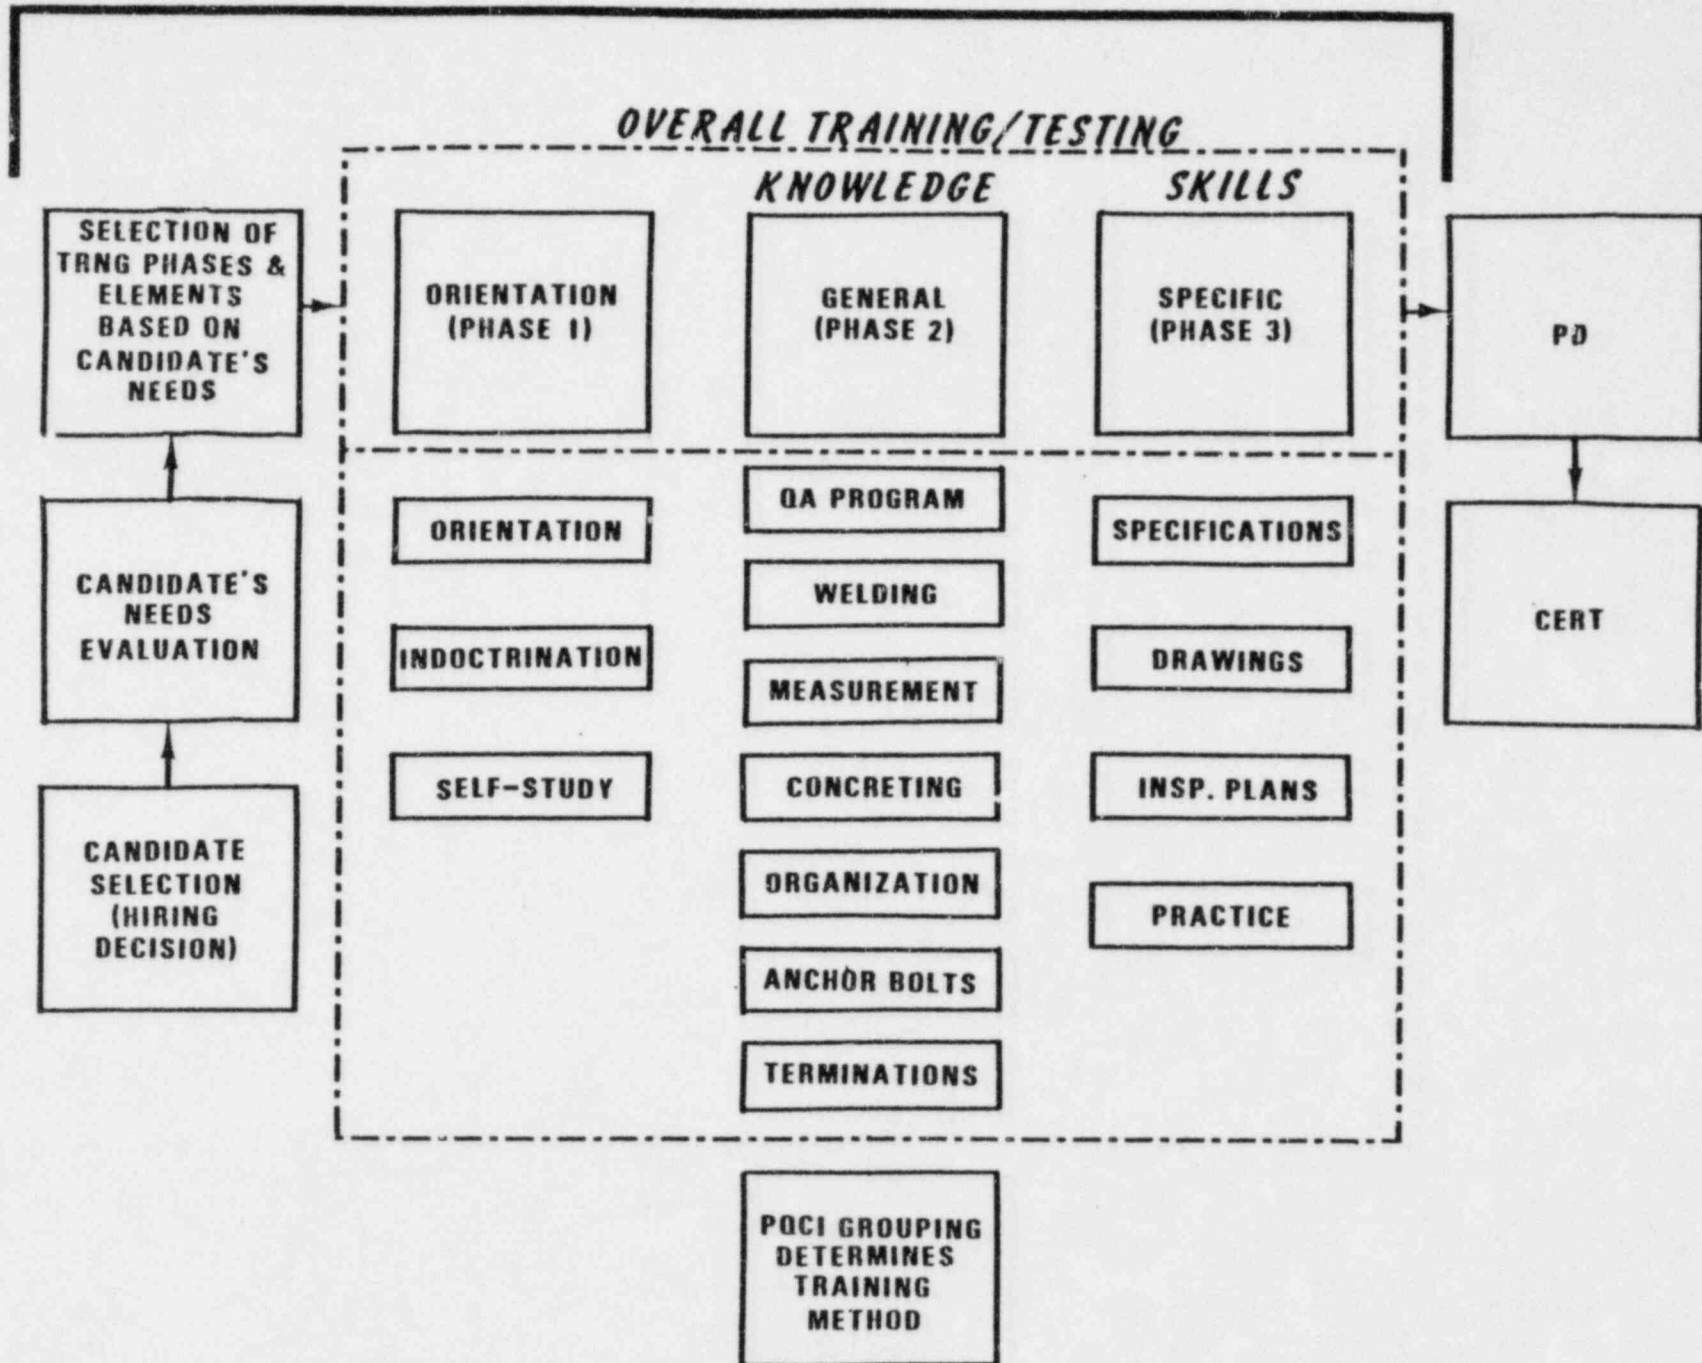 OVERALL TRAINING/TESTING
KNOWLEDGE
SKILLS
SELECTION OF
TRNG PHASES &
ELEMENTS
BASED ON
CANDIDATE'S
NEEDS
ORIENTATION
(PHASE 1)
GENERAL
(PHASE 2)
SPECIFIC
(PHASE 3)
PD
CANDIDATE'S
NEEDS
EVALUATION
CANDIDATE
SELECTION
(HIRING
DECISION)
ORIENTATION
INDOCTRINATION
SELF-STUDY
QA PROGRAM
WELDING
MEASUREMENT
CONCRETING
ORGANIZATION
ANCHOR BOLTS
TERMINATIONS
SPECIFICATIONS
DRAWINGS
INSP. PLANS
PRACTICE
CERT
PQCI GROUPING
DETERMINES
TRAINING
METHOD